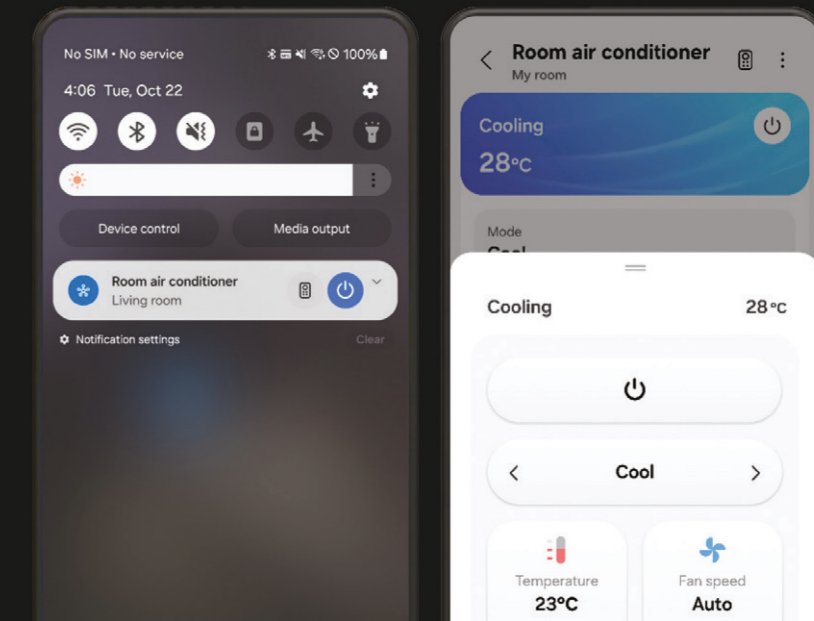 No SIM • No service
100%
4:06 Tue, Oct 22
Device control
Media output
Room air conditioner
Living room
Notification settings
Clear
Room air conditioner
My room
Cooling
28°C
Mode
Cool
Cooling
28°C
Cool
Temperature
23°C
Fan speed
Auto